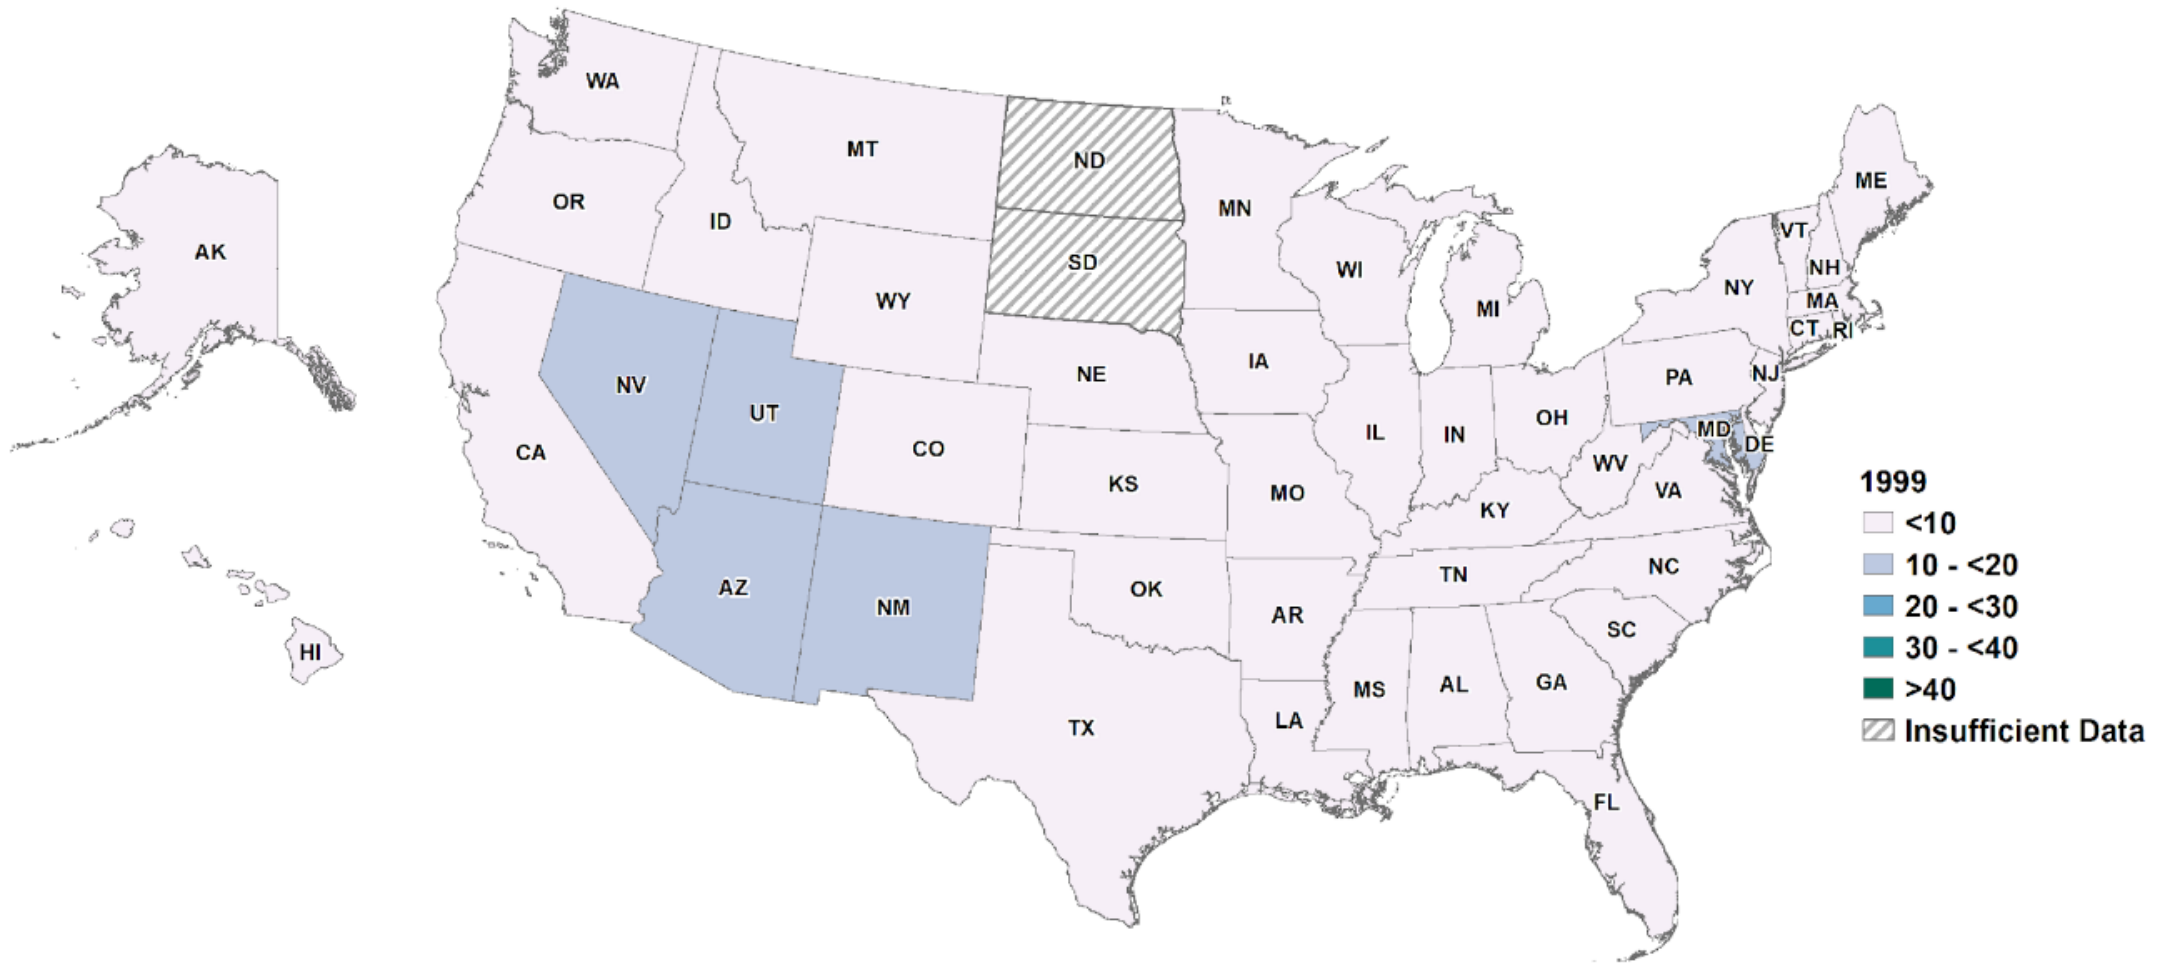 WA
MT
ND
MN
ME
OR
ID
SD
WI
VT
NH
AK
WY
MI
NY
MA
CT
RI
IA
NE
NV
UT
PA
NJ
CA
CO
KS
MO
IL
IN
OH
MD
DE
WV
VA
KY
AZ
NM
OK
AR
TN
NC
SC
HI
TX
LA
MS
AL
GA
FL
1999
<10
10 - <20
20 - <30
30 - <40
>40
Insufficient Data